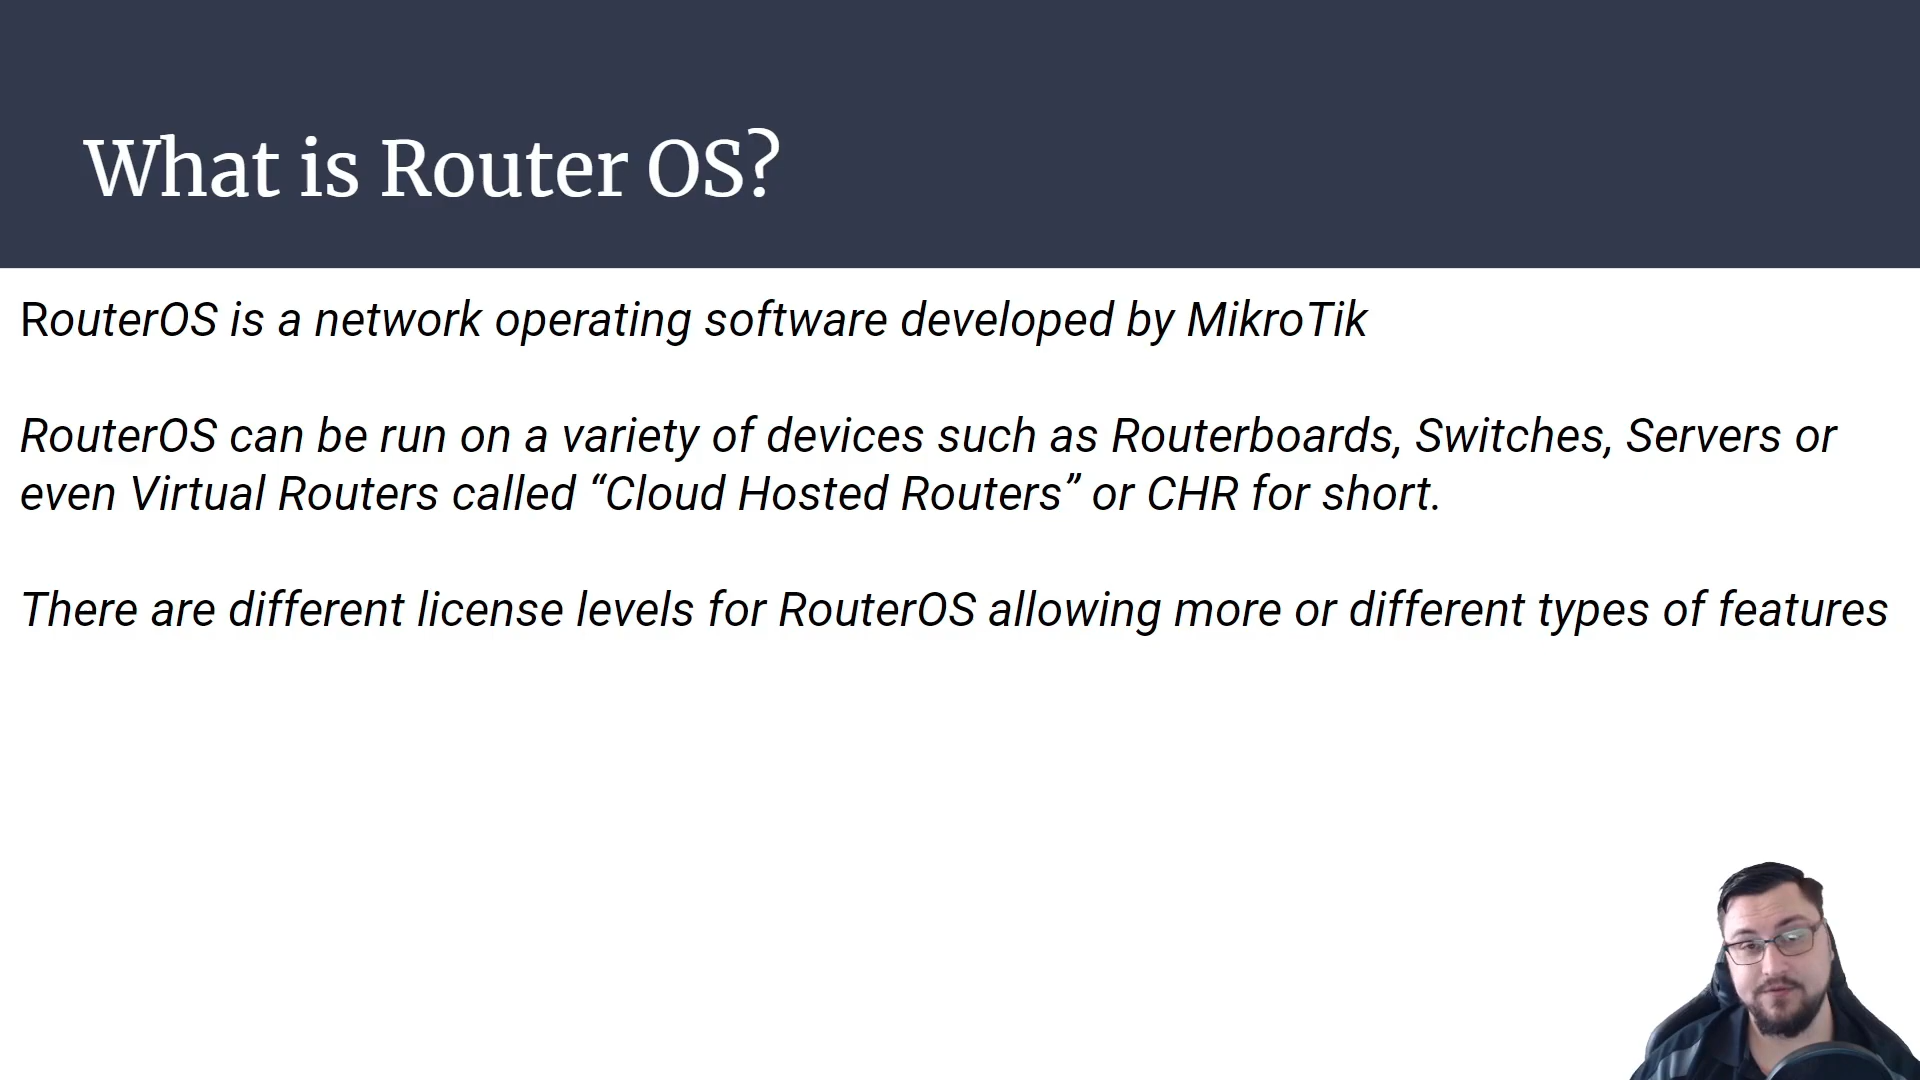 What is Router OS?
RouterOS is a network operating software developed by MikroTik
RouterOS can be run on a variety of devices such as Routerboards, Switches, Servers or
even Virtual Routers called “Cloud Hosted Routers” or CHR for short.
There are different license levels for RouterOS allowing more or different types of features